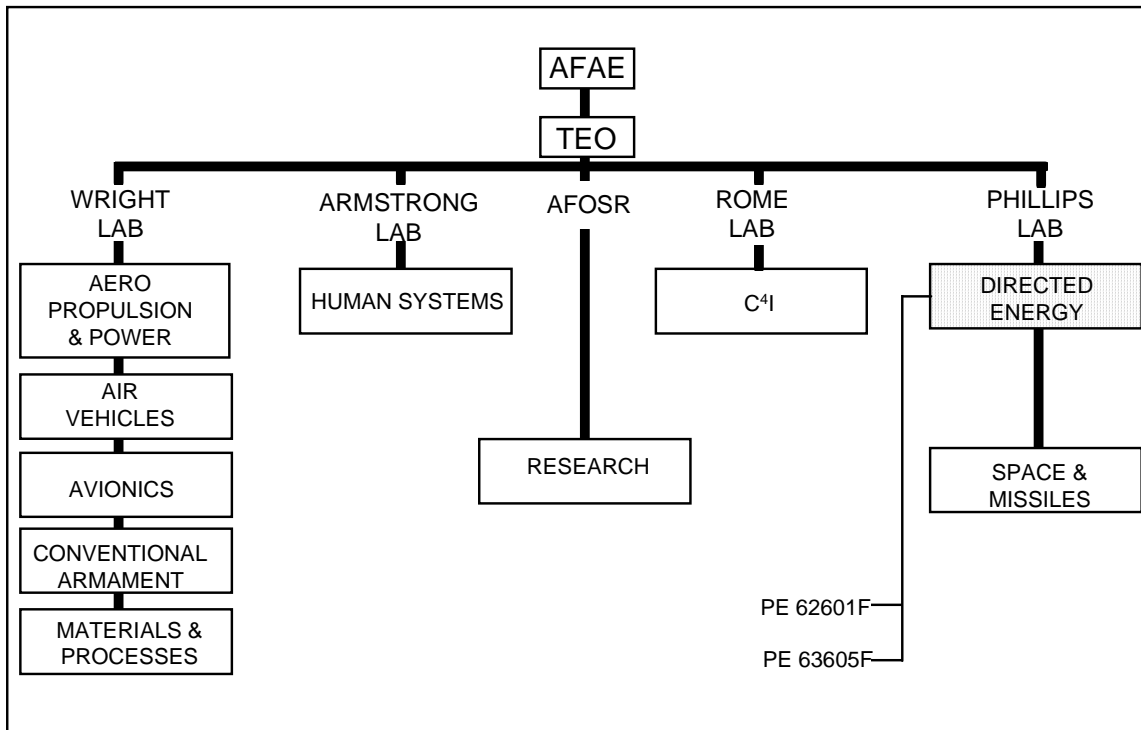 AFAE
TEO
WRIGHT
LAB
ARMSTRONG
LAB
AFOSR
ROME
LAB
PHILLIPS
LAB
AERO
PROPULSION
& POWER
AIR
VEHICLES
AVIONICS
CONVENTIONAL
ARMAMENT
MATERIALS &
PROCESSES
HUMAN SYSTEMS
RESEARCH
C⁴I
DIRECTED
ENERGY
SPACE &
MISSILES
PE 62601F
PE 63605F